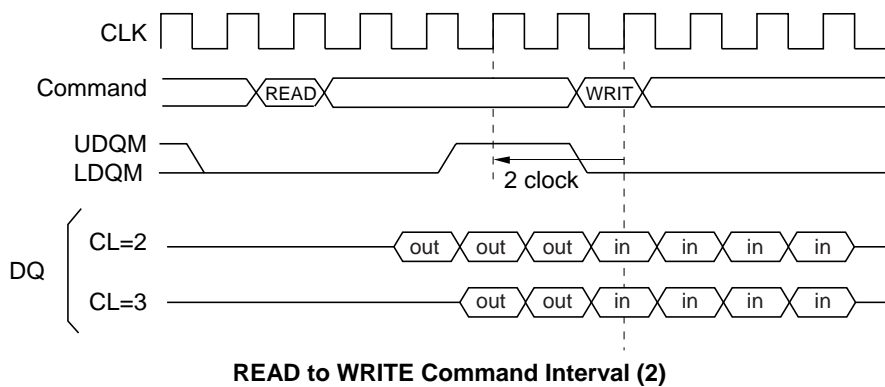 CLK
Command READ WRIT
UDQM
LDQM
2 clock
CL=2 out out out in in in in
DQ
CL=3 out out in in in in
READ to WRITE Command Interval (2)